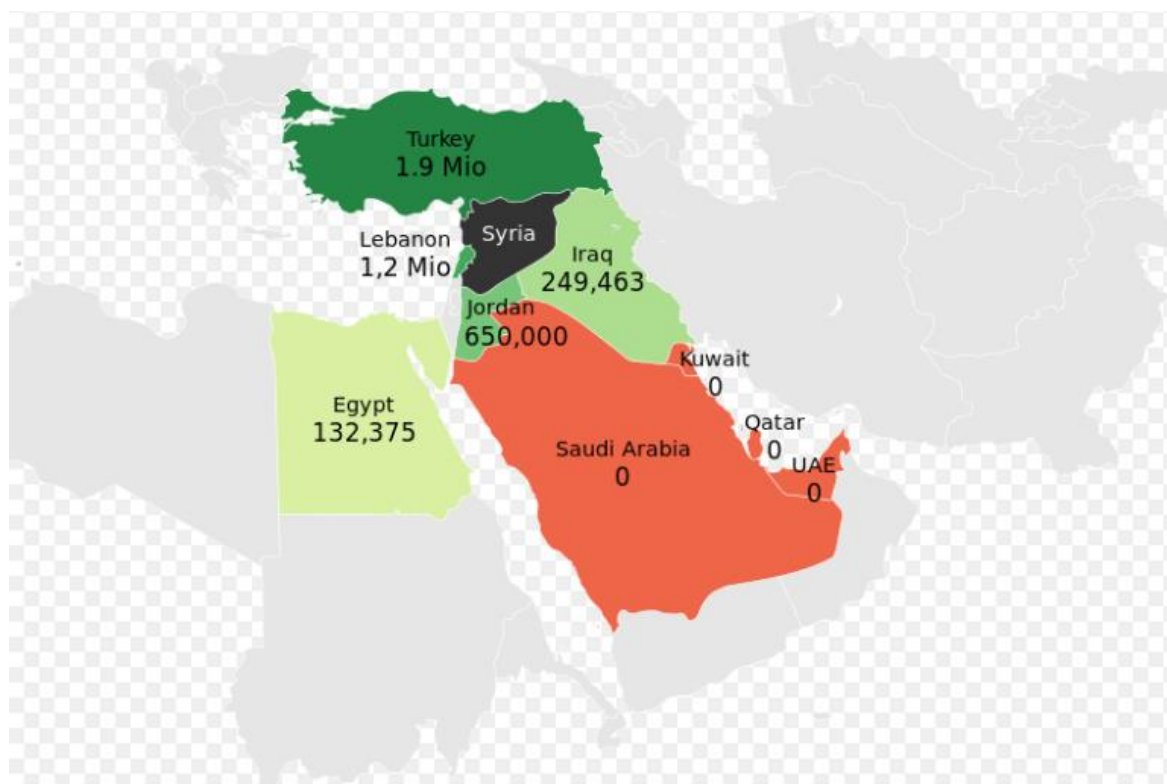 Turkey
1.9 Mio
Syria
Lebanon
1,2 Mio
Iraq
249,463
Jordan
650,000
Kuwait
0
Egypt
132,375
Qatar
0
Saudi Arabia
0
UAE
0